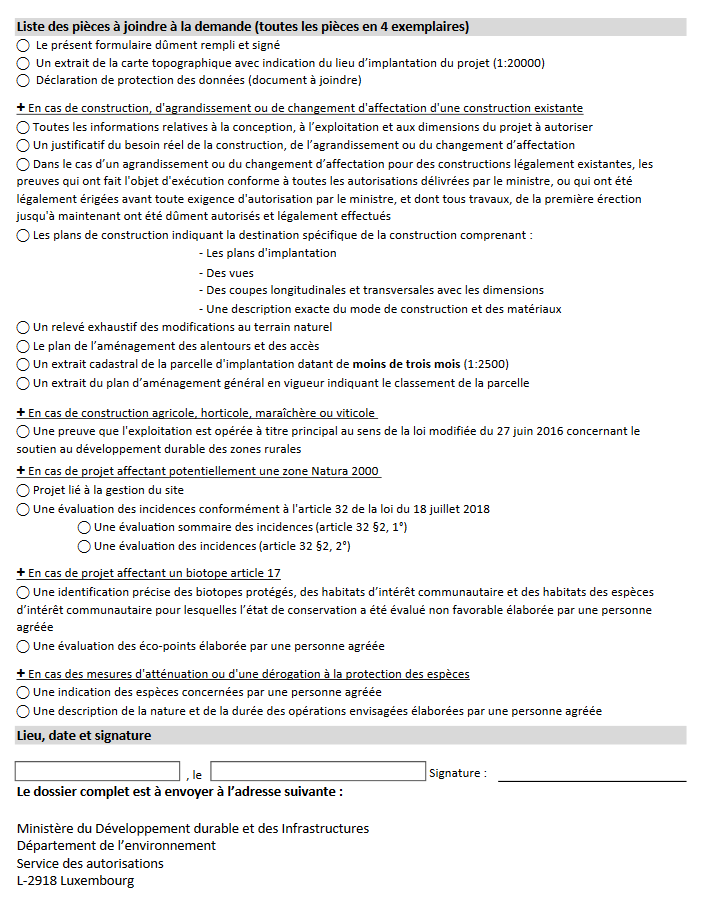 Liste des pièces à joindre à la demande (toutes les pièces en 4 exemplaires)
Le présent formulaire dûment rempli et signé
Un extrait de la carte topographique avec indication du lieu d'implantation du projet (1:20000)
Déclaration de protection des données (document à joindre)
+ En cas de construction, d'agrandissement ou de changement d'affectation d'une construction existante
Toutes les informations relatives à la conception, à l'exploitation et aux dimensions du projet à autoriser
Un justificatif du besoin réel de la construction, de l'agrandissement ou du changement d'affectation
Dans le cas d'un agrandissement ou du changement d'affectation pour des constructions légalement existantes, les
preuves qui ont fait l'objet d'exécution conforme à toutes les autorisations délivrées par le ministre, ou qui ont été
légalement érigées avant toute exigence d'autorisation par le ministre, et dont tous travaux, de la première érection
jusqu'à maintenant ont été dûment autorisés et légalement effectués
Les plans de construction indiquant la destination spécifique de la construction comprenant :
- Les plans d'implantation
- Des vues
- Des coupes longitudinales et transversales avec les dimensions
- Une description exacte du mode de construction et des matériaux
Un relevé exhaustif des modifications au terrain naturel
Le plan de l'aménagement des alentours et des accès
Un extrait cadastral de la parcelle d'implantation datant de moins de trois mois (1:2500)
Un extrait du plan d'aménagement général en vigueur indiquant le classement de la parcelle
+ En cas de construction agricole, horticole, maraîchère ou viticole
Une preuve que l'exploitation est opérée à titre principal au sens de la loi modifiée du 27 juin 2016 concernant le
soutien au développement durable des zones rurales
+ En cas de projet affectant potentiellement une zone Natura 2000
Projet lié à la gestion du site
Une évaluation des incidences conformément à l'article 32 de la loi du 18 juillet 2018
Une évaluation sommaire des incidences (article 32 §2, 1°)
Une évaluation des incidences (article 32 §2, 2°)
+ En cas de projet affectant un biotope article 17
Une identification précise des biotopes protégés, des habitats d'intérêt communautaire et des habitats des espèces
d'intérêt communautaire pour lesquelles l'état de conservation a été évalué non favorable élaborée par une personne
agréée
Une évaluation des éco-points élaborée par une personne agréée
+ En cas des mesures d'atténuation ou d'une dérogation à la protection des espèces
Une indication des espèces concernées par une personne agréée
Une description de la nature et de la durée des opérations envisagées élaborées par une personne agréée
Lieu, date et signature
, le Signature :
Le dossier complet est à envoyer à l'adresse suivante :
Ministère du Développement durable et des Infrastructures
Département de l'environnement
Service des autorisations
L-2918 Luxembourg